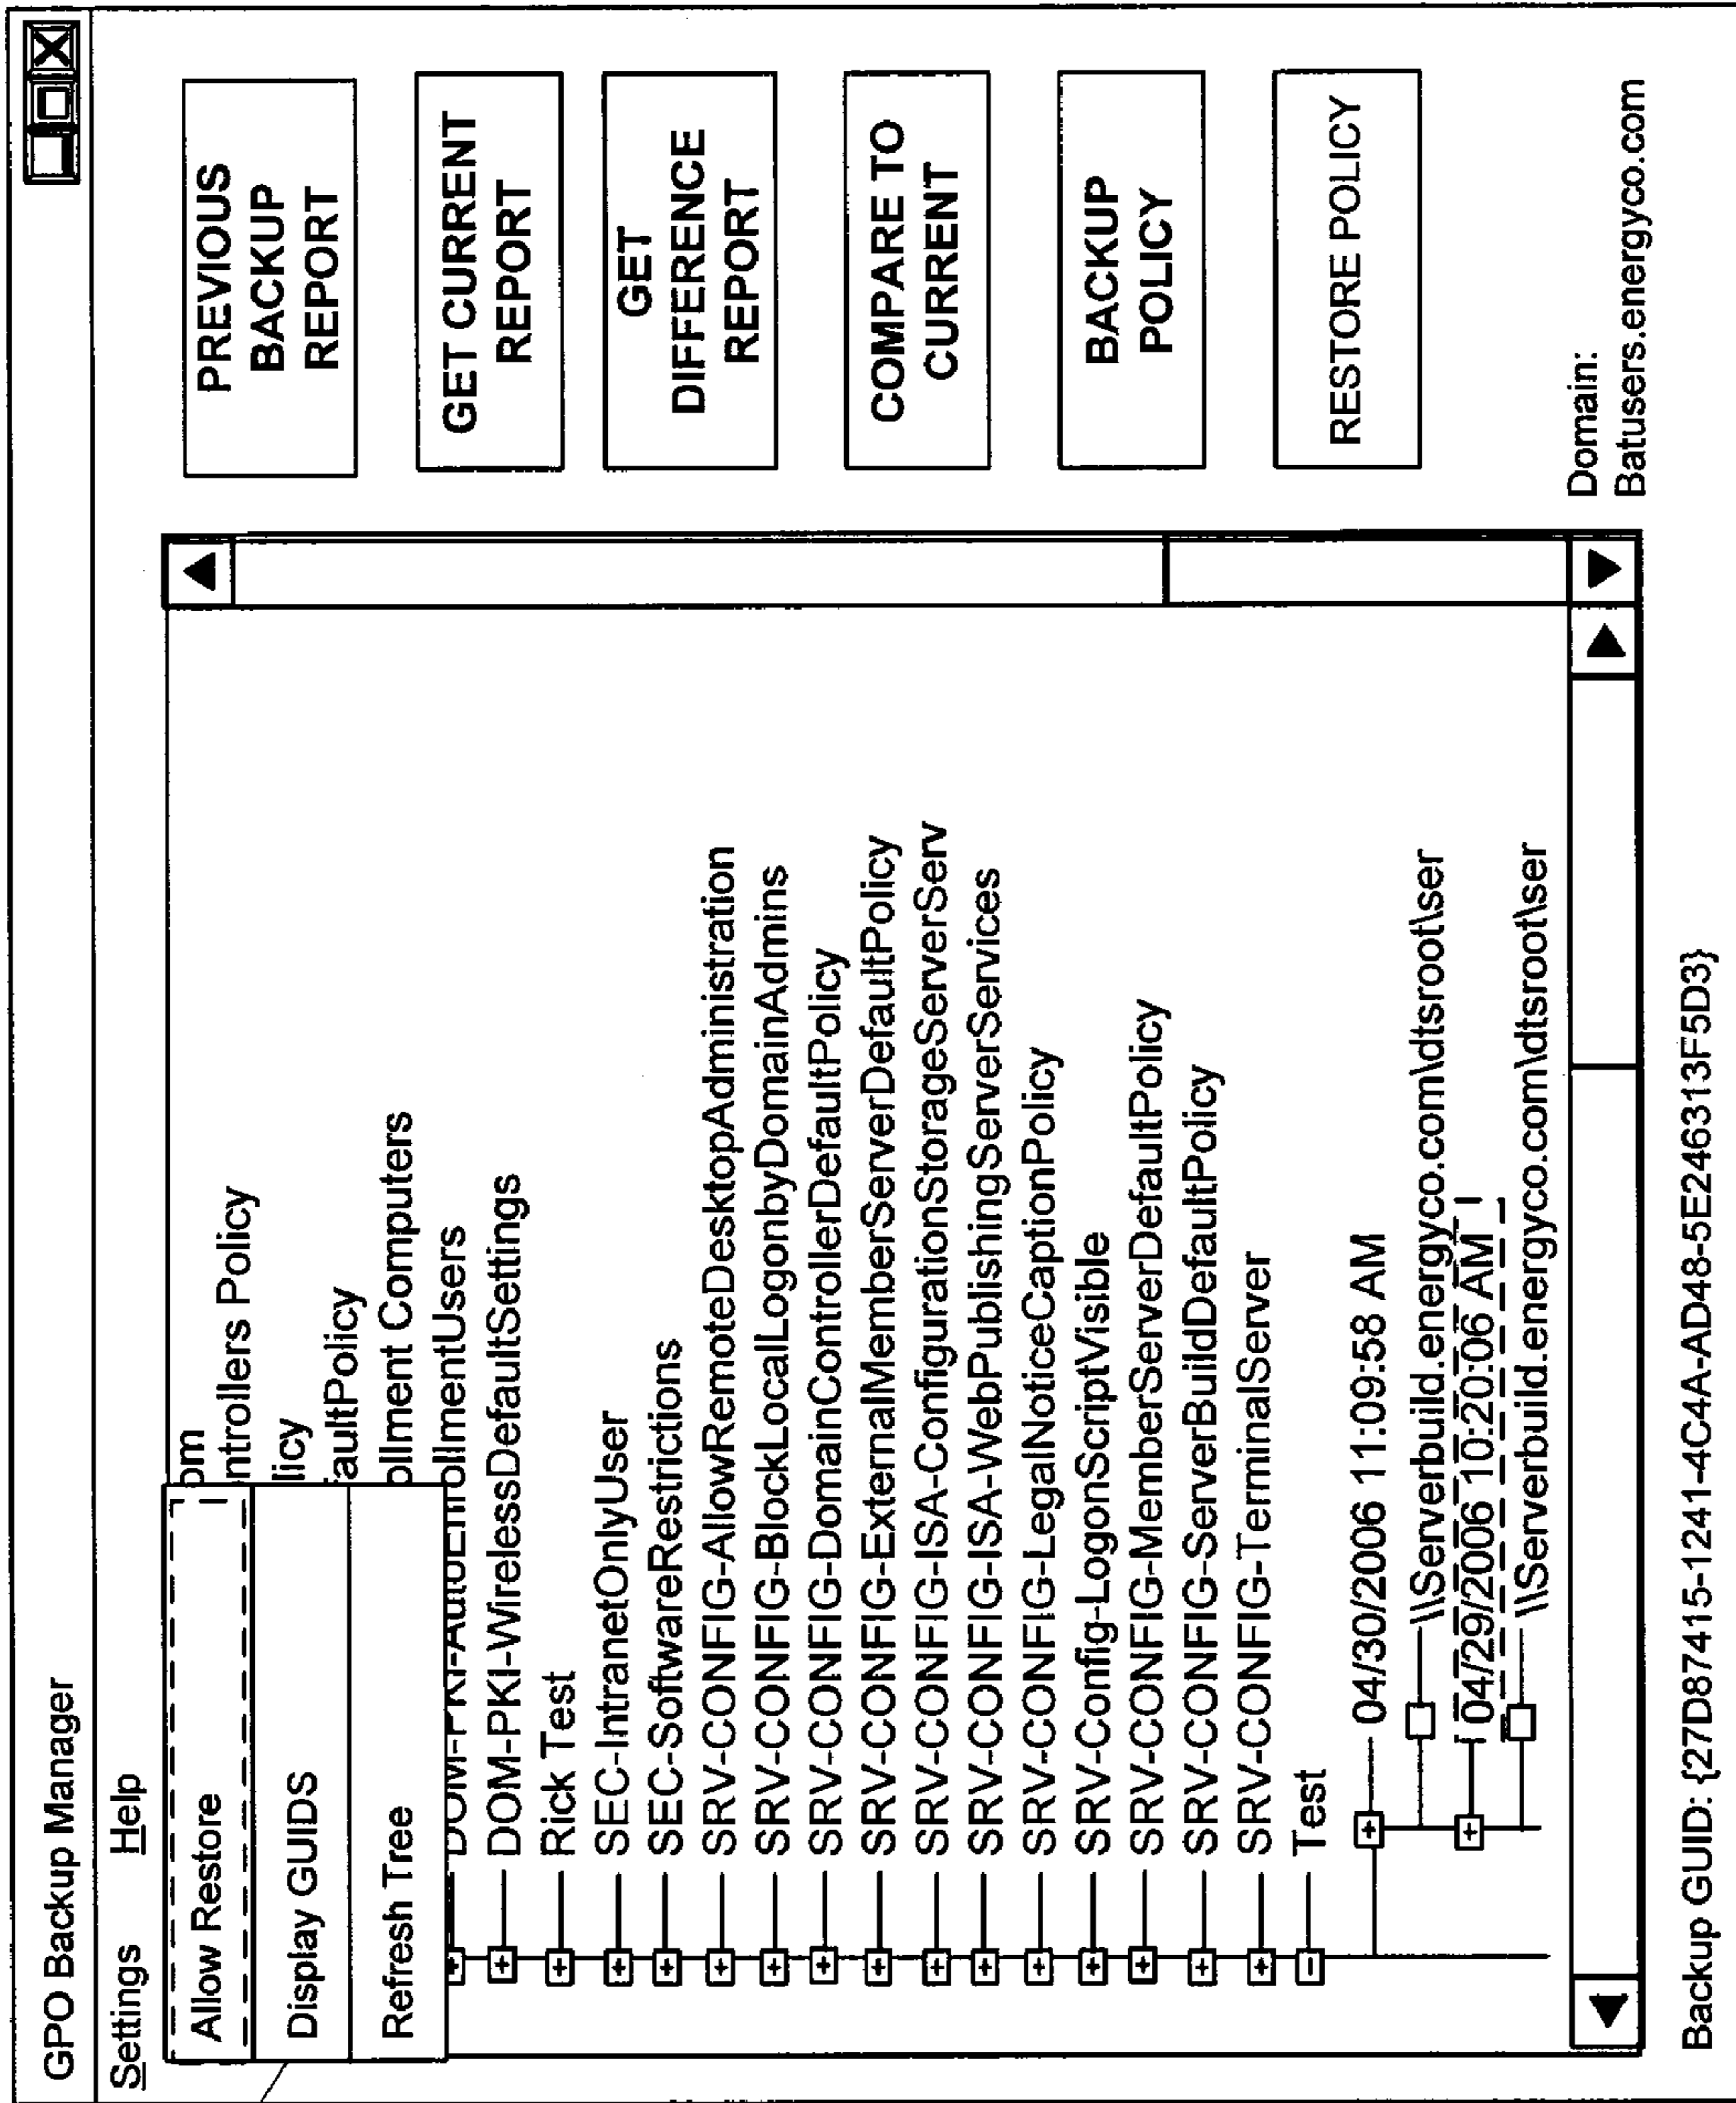 GPO Backup Manager
Settings Help
Allow Restore
Display GUIDS
Refresh Tree
om
ntrollers Policy
licy
faultPolicy
ollment Computers
DOM-PKI-AutoEnrollmentUsers
DOM-PKI-WirelessDefaultSettings
Rick Test
SEC-IntranetOnlyUser
SEC-SoftwareRestrictions
SRV-CONFIG-AllowRemoteDesktopAdministration
SRV-CONFIG-BlockLocalLogonbyDomainAdmins
SRV-CONFIG-DomainControllerDefaultPolicy
SRV-CONFIG-ExternalMemberServerDefaultPolicy
SRV-CONFIG-ISA-ConfigurationStorageServerServ
SRV-CONFIG-ISA-WebPublishingServerServices
SRV-CONFIG-LegalNoticeCaptionPolicy
SRV-Config-LogonScriptVisible
SRV-CONFIG-MemberServerDefaultPolicy
SRV-CONFIG-ServerBuildDefaultPolicy
SRV-CONFIG-TerminalServer
Test
04/30/2006 11:09:58 AM
\\Serverbuild.energyco.com\dtsroot\ser
04/29/2006 10:20:06 AM
\\Serverbuild.energyco.com\dtsroot\ser
PREVIOUS
BACKUP
REPORT
GET CURRENT
REPORT
GET
DIFFERENCE
REPORT
COMPARE TO
CURRENT
BACKUP
POLICY
RESTORE POLICY
Domain:
Batusers.energyco.com
Backup GUID: {27D87415-1241-4C4A-AD48-5E246313F5D3}